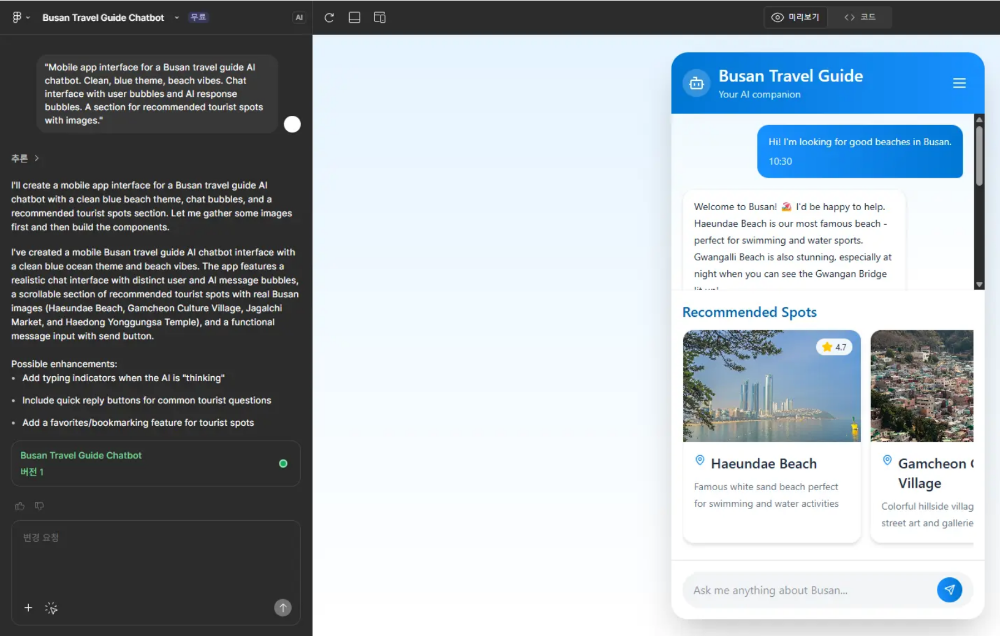 Busan Travel Guide Chatbot 무료 AI
미리보기 코드
"Mobile app interface for a Busan travel guide AI
chatbot. Clean, blue theme, beach vibes. Chat
interface with user bubbles and AI response
bubbles. A section for recommended tourist spots
with images."
추론
I'll create a mobile app interface for a Busan travel guide AI
chatbot with a clean blue beach theme, chat bubbles, and a
recommended tourist spots section. Let me gather some images
first and then build the components.
I've created a mobile Busan travel guide AI chatbot interface with
a clean blue ocean theme and beach vibes. The app features a
realistic chat interface with distinct user and AI message bubbles,
a scrollable section of recommended tourist spots with real Busan
images (Haeundae Beach, Gamcheon Culture Village, Jagalchi
Market, and Haedong Yonggungsa Temple), and a functional
message input with send button.
Possible enhancements:
• Add typing indicators when the AI is "thinking"
• Include quick reply buttons for common tourist questions
• Add a favorites/bookmarking feature for tourist spots
Busan Travel Guide Chatbot
버전 1
변경 요청
Busan Travel Guide
Your AI companion
Hi! I'm looking for good beaches in Busan.
10:30
Welcome to Busan! 🏖️ I'd be happy to help.
Haeundae Beach is our most famous beach -
perfect for swimming and water sports.
Gwangalli Beach is also stunning, especially at
night when you can see the Gwangan Bridge
Recommended Spots
4.7
Haeundae Beach
Famous white sand beach perfect
for swimming and water activities
Gamcheon
Village
Colorful hillside villag
street art and gallerie
Ask me anything about Busan...